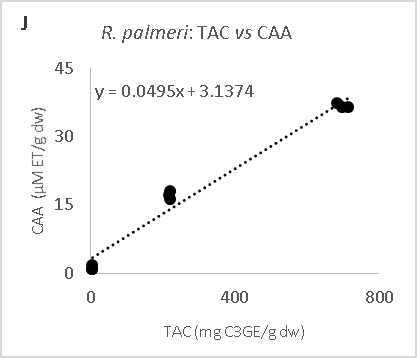 J
R. palmeri: TAC vs CAA
y = 0.0495x + 3.1374
CAA (µM ET/g dw)
45
30
15
0
0 400 800
TAC (mg C3GE/g dw)